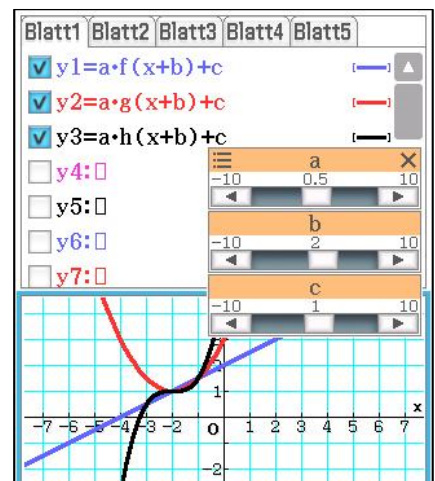 Blatt1 Blatt2 Blatt3 Blatt4 Blatt5
y1=a·f(x+b)+c
y2=a·g(x+b)+c
y3=a·h(x+b)+c
y4:▯
y5:▯
y6:▯
y7:▯
a
-10 0.5 10
b
-10 2 10
c
-10 1 10
1
x
-7 -6 -5 -4 -3 -2 O 1 2 3 4 5 6 7
-2